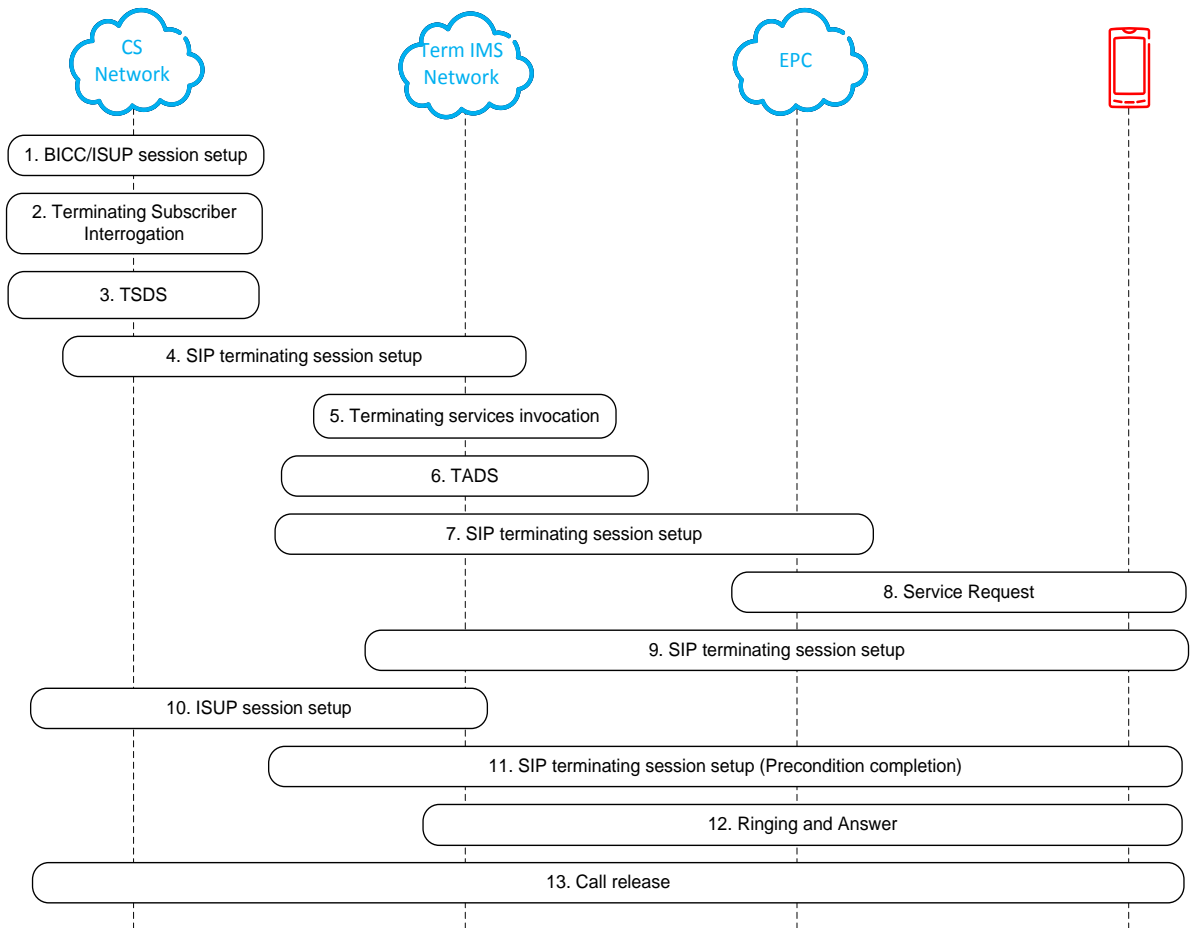 CS
Network
Term IMS
Network
EPC
1. BICC/ISUP session setup
2. Terminating Subscriber
Interrogation
3. TSDS
4. SIP terminating session setup
5. Terminating services invocation
6. TADS
7. SIP terminating session setup
8. Service Request
9. SIP terminating session setup
10. ISUP session setup
11. SIP terminating session setup (Precondition completion)
12. Ringing and Answer
13. Call release